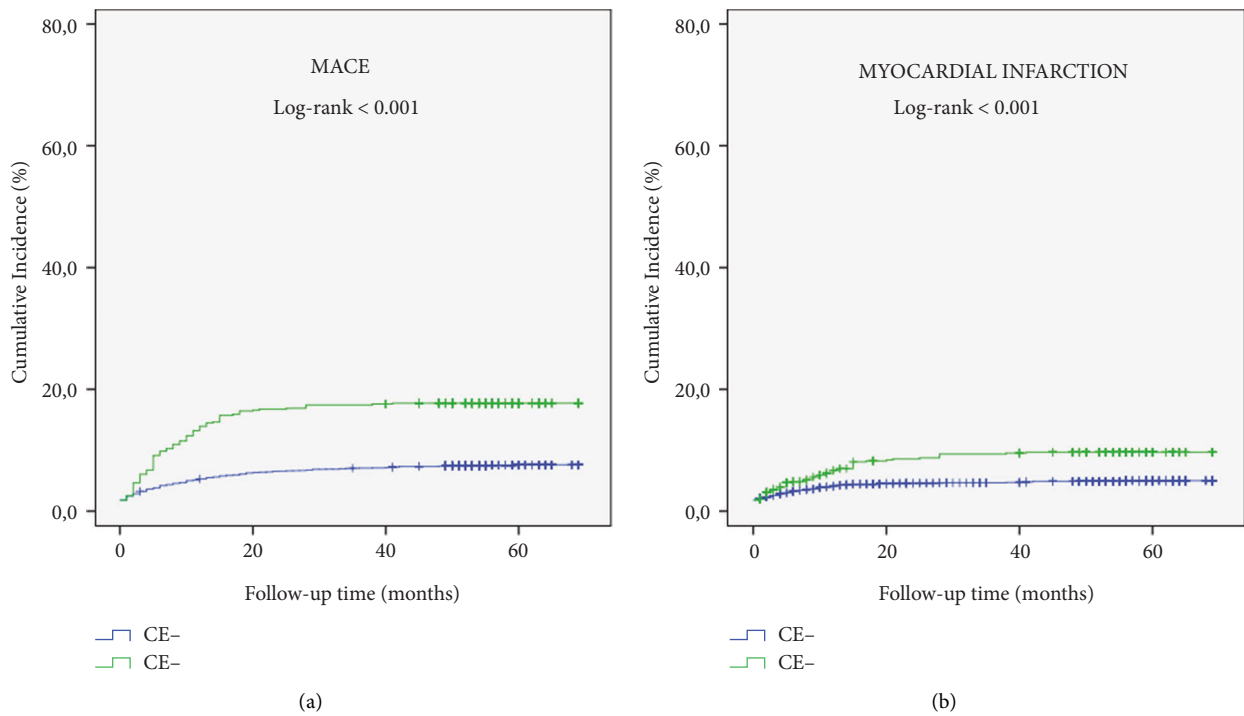 80,0
60,0
40,0
20,0
0,0
Cumulative Incidence (%)
MACE
Log-rank < 0.001
0
20
40
60
Follow-up time (months)
CE–
CE–
(a)
80,0
60,0
40,0
20,0
0,0
Cumulative Incidence (%)
MYOCARDIAL INFARCTION
Log-rank < 0.001
0
20
40
60
Follow-up time (months)
CE–
CE–
(b)